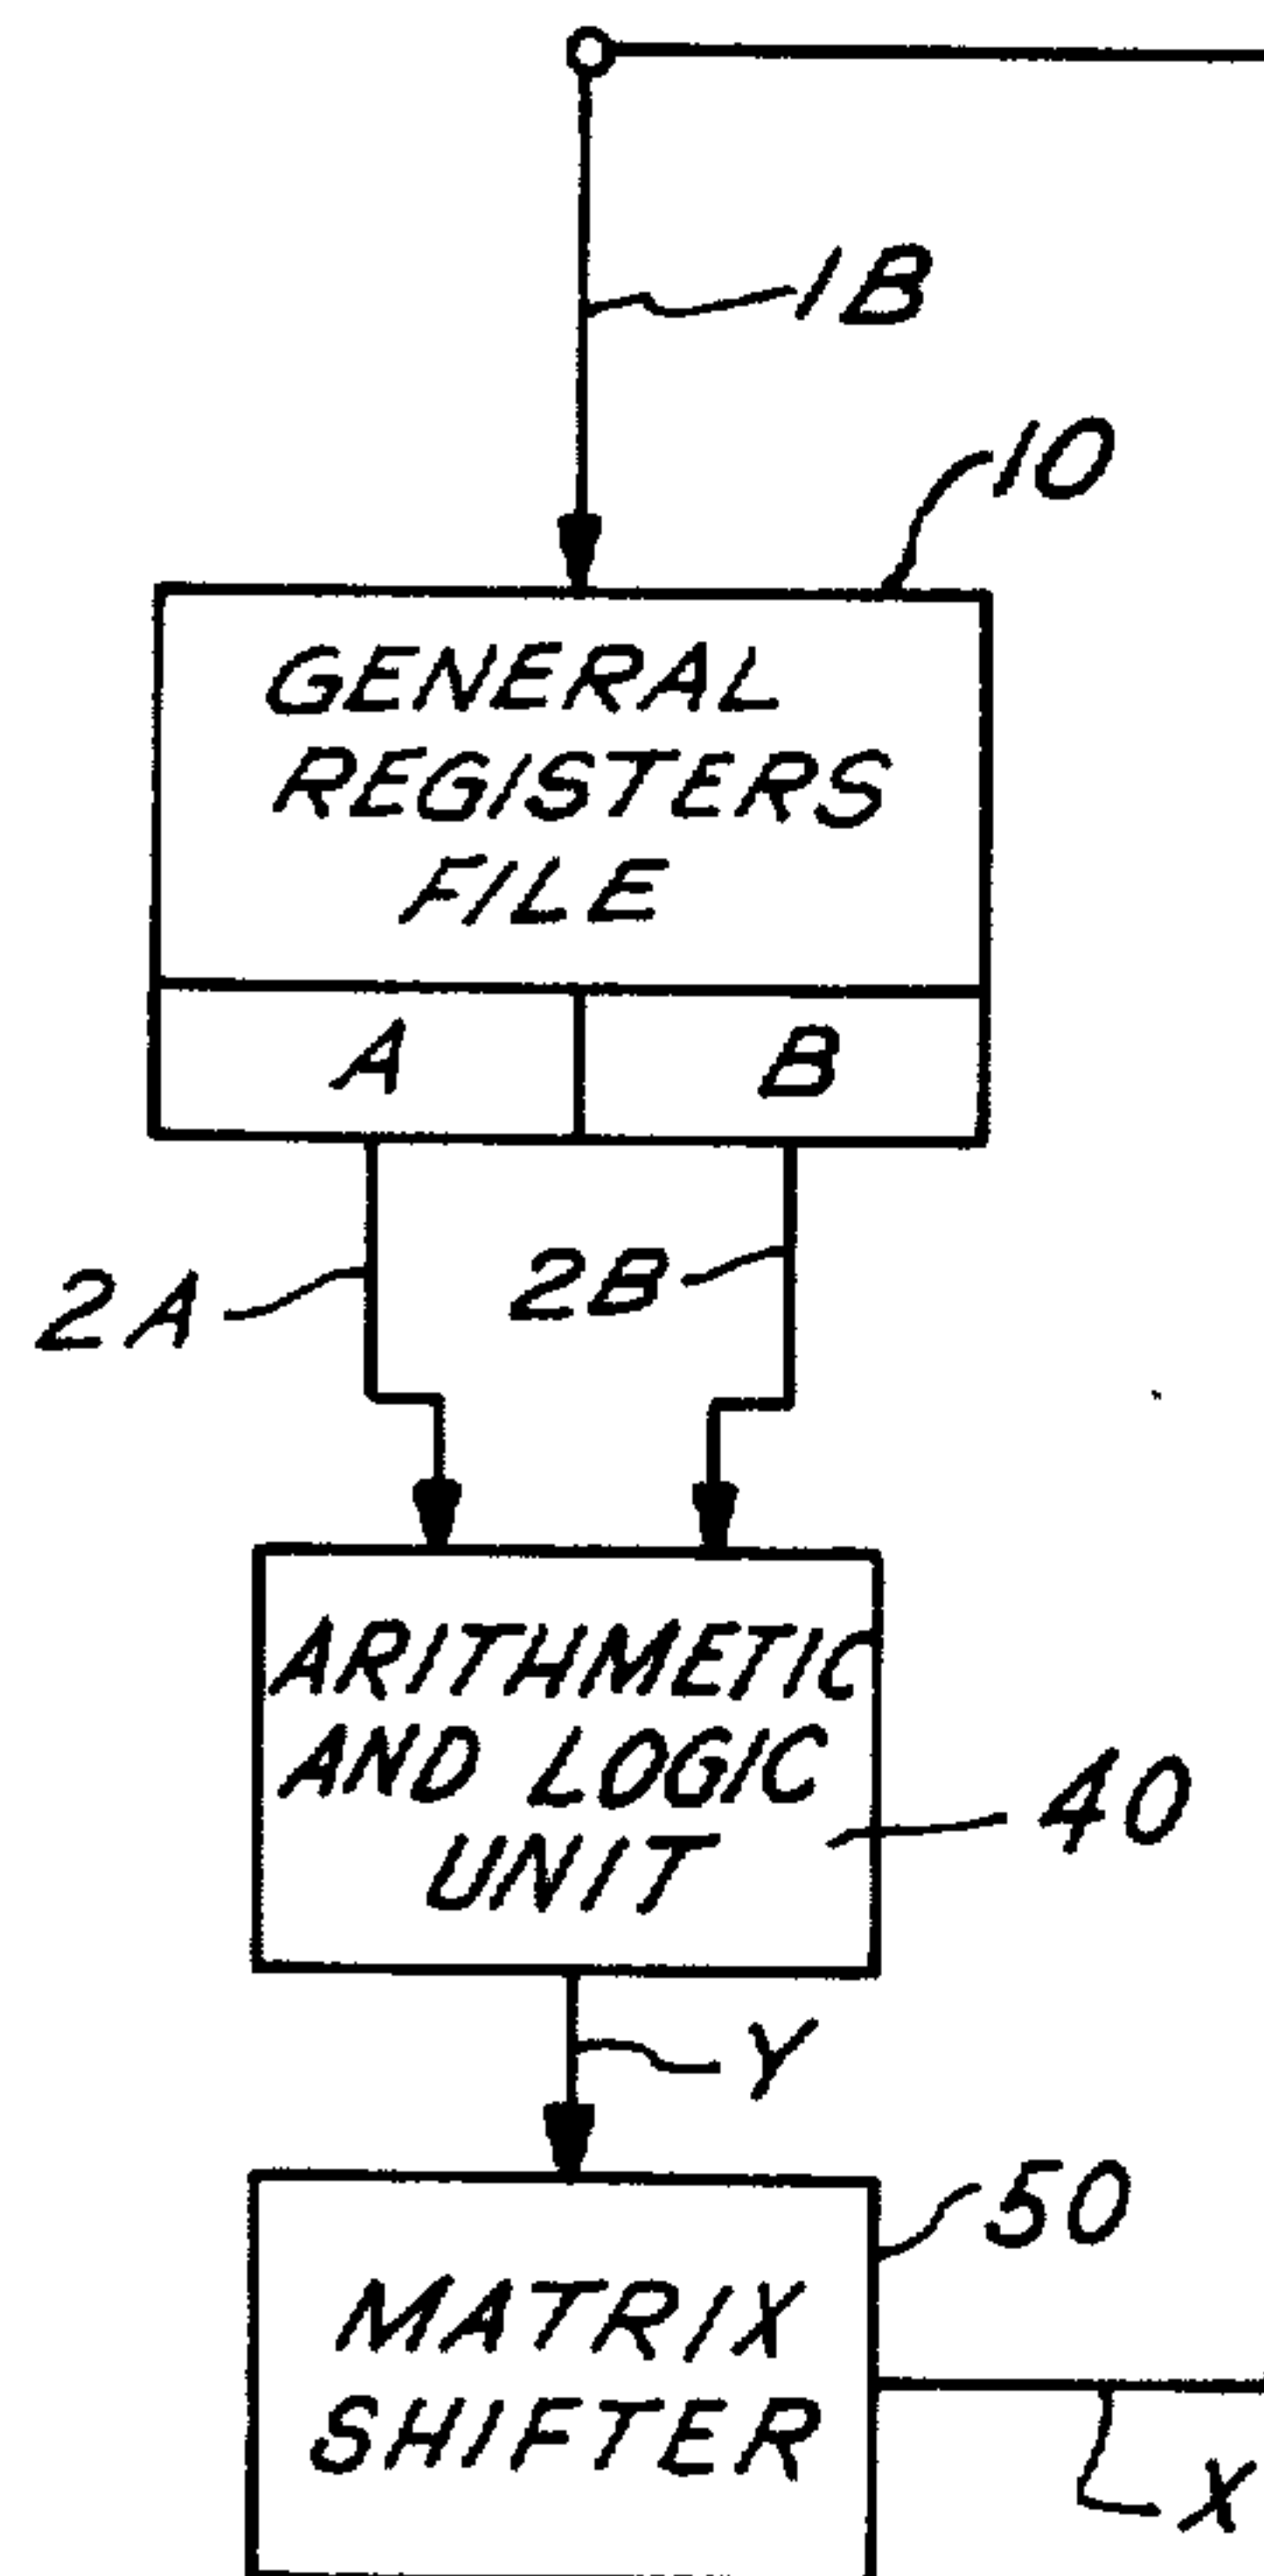 1B
10
GENERAL
REGISTERS
FILE
A B
2A 2B
ARITHMETIC
AND LOGIC
UNIT
40
Y
50
MATRIX
SHIFTER
X